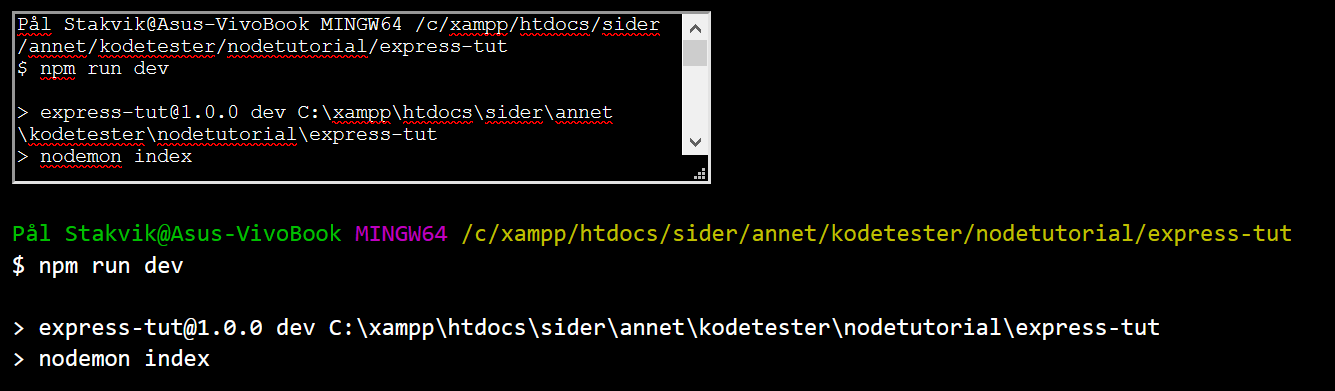 Pål Stakvik@Asus-VivoBook MINGW64 /c/xampp/htdocs/sider
/annet/kodetester/nodetutorial/express-tut
$ npm run dev
> express-tut@1.0.0 dev C:\xampp\htdocs\sider\annet
\kodetester\nodetutorial\express-tut
> nodemon index
Pål Stakvik@Asus-VivoBook MINGW64 /c/xampp/htdocs/sider/annet/kodetester/nodetutorial/express-tut
$ npm run dev
> express-tut@1.0.0 dev C:\xampp\htdocs\sider\annet\kodetester\nodetutorial\express-tut
> nodemon index